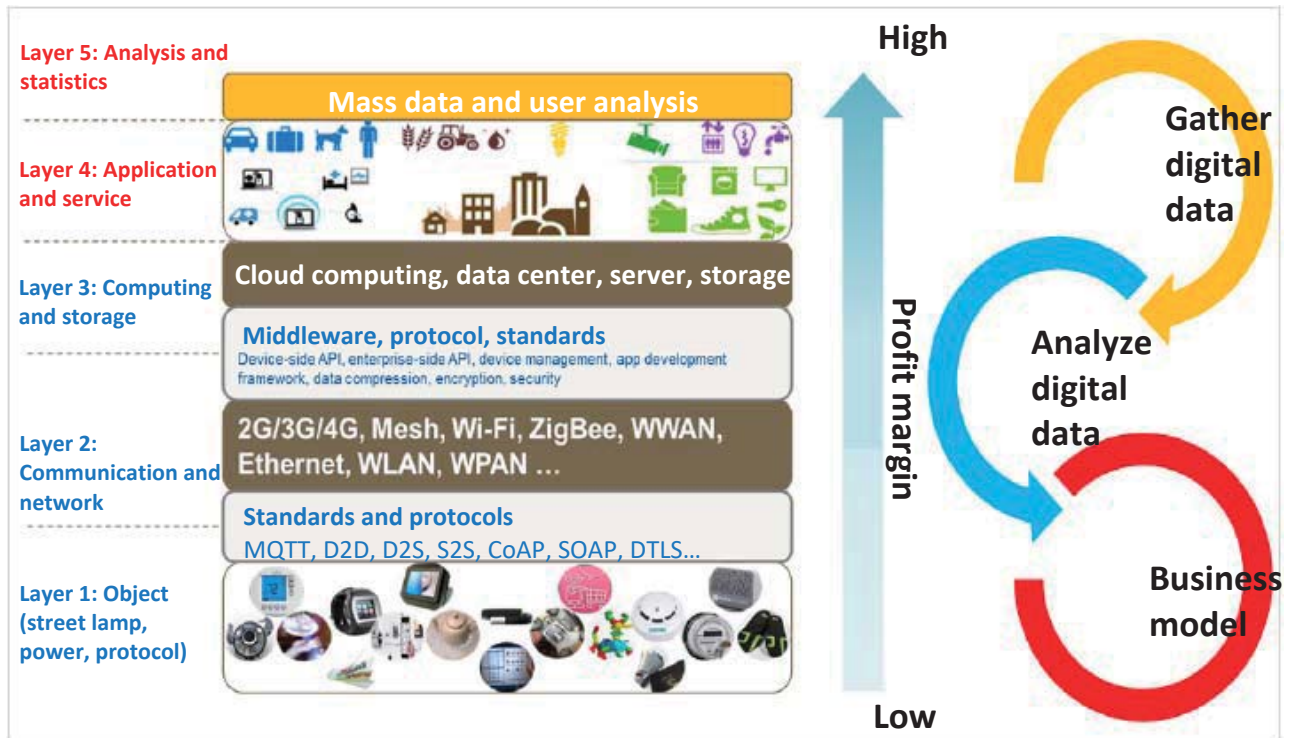 Layer 5: Analysis and
statistics
Layer 4: Application
and service
Layer 3: Computing
and storage
Layer 2:
Communication and
network
Layer 1: Object
(street lamp,
power, protocol)
Mass data and user analysis
Cloud computing, data center, server, storage
Middleware, protocol, standards
Device-side API, enterprise-side API, device management, app development
framework, data compression, encryption, security
2G/3G/4G, Mesh, Wi-Fi, ZigBee, WWAN,
Ethernet, WLAN, WPAN ...
Standards and protocols
MQTT, D2D, D2S, S2S, CoAP, SOAP, DTLS...
High
Profit margin
Low
Gather
digital
data
Analyze
digital
data
Business
model